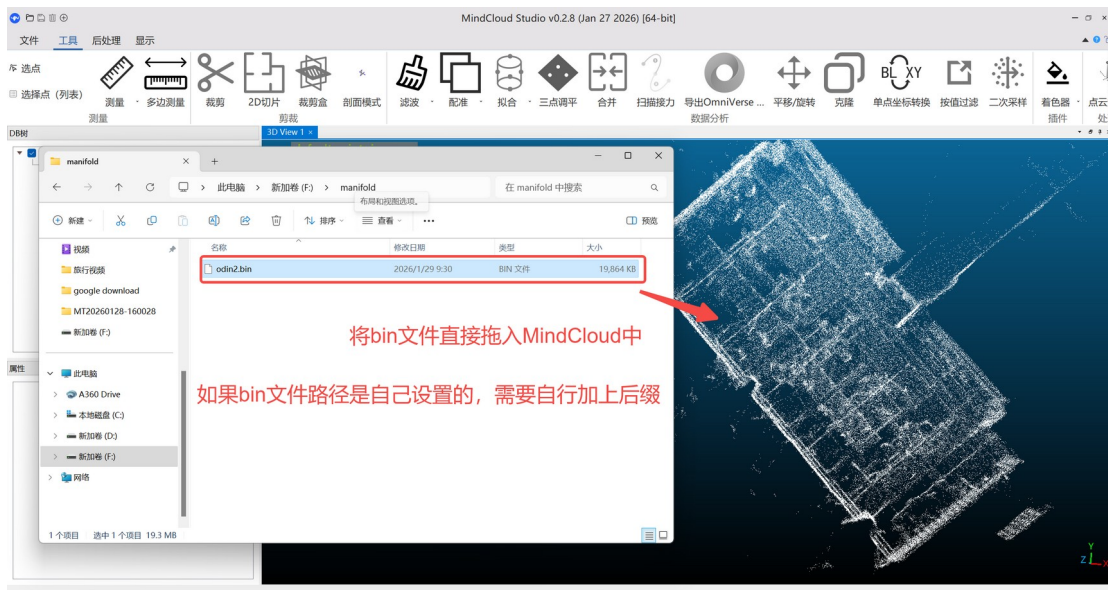 MindCloud Studio v0.2.8 (Jan 27 2026) [64-bit]
文件 工具 后处理 显示
选点
选择点（列表）
测量 多边测量 裁剪 2D切片 裁剪盒 剖面模式 滤波 配准 拟合 三点调平 合并 扫描接力 导出OmniVerse ... 平移/旋转 克隆 单点坐标转换 按值过滤 二次采样 着色器 点云
BL XY
测量 剪裁 数据分析 插件 处
DB树
3D View 1 ×
manifold
此电脑 > 新加卷 (F:) > manifold
在 manifold 中搜索
布局和视图选项。
新建 排序 查看 ... 预览
名称 修改日期 类型 大小
odin2.bin 2026/1/29 9:30 BIN 文件 19,864 KB
视频
旅行视频
google download
MT20260128-160028
新加卷 (F:)
将bin文件直接拖入MindCloud中
如果bin文件路径是自己设置的，需要自行加上后缀
属性
此电脑
A360 Drive
本地磁盘 (C:)
新加卷 (D:)
新加卷 (F:)
网络
1 个项目 选中 1 个项目 19.3 MB
Y
Z
X